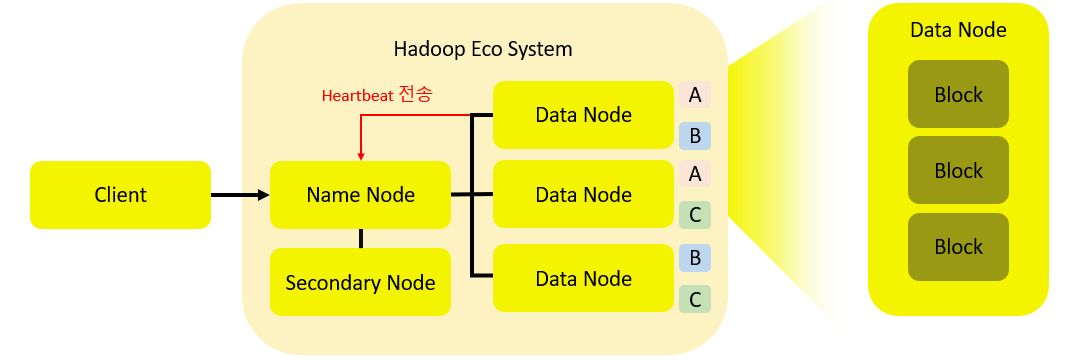 Hadoop Eco System
Heartbeat 전송
Client
Name Node
Secondary Node
Data Node
A
B
Data Node
A
C
Data Node
B
C
Data Node
Block
Block
Block